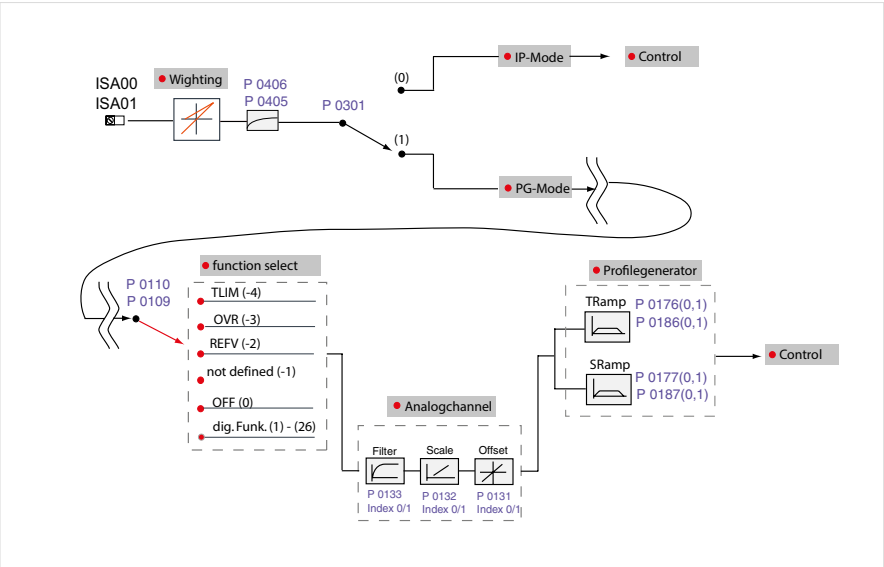 IP-Mode
Control
(0)
ISA00
ISA01
Wighting
P 0406
P 0405
P 0301
(1)
PG-Mode
P 0110
P 0109
function select
TLIM (-4)
OVR (-3)
REFV (-2)
not defined (-1)
OFF (0)
dig. Funk. (1) - (26)
Analogchannel
Filter
Scale
Offset
P 0133
Index 0/1
P 0132
Index 0/1
P 0131
Index 0/1
Profilegenerator
TRamp
P 0176(0,1)
P 0186(0,1)
SRamp
P 0177(0,1)
P 0187(0,1)
Control